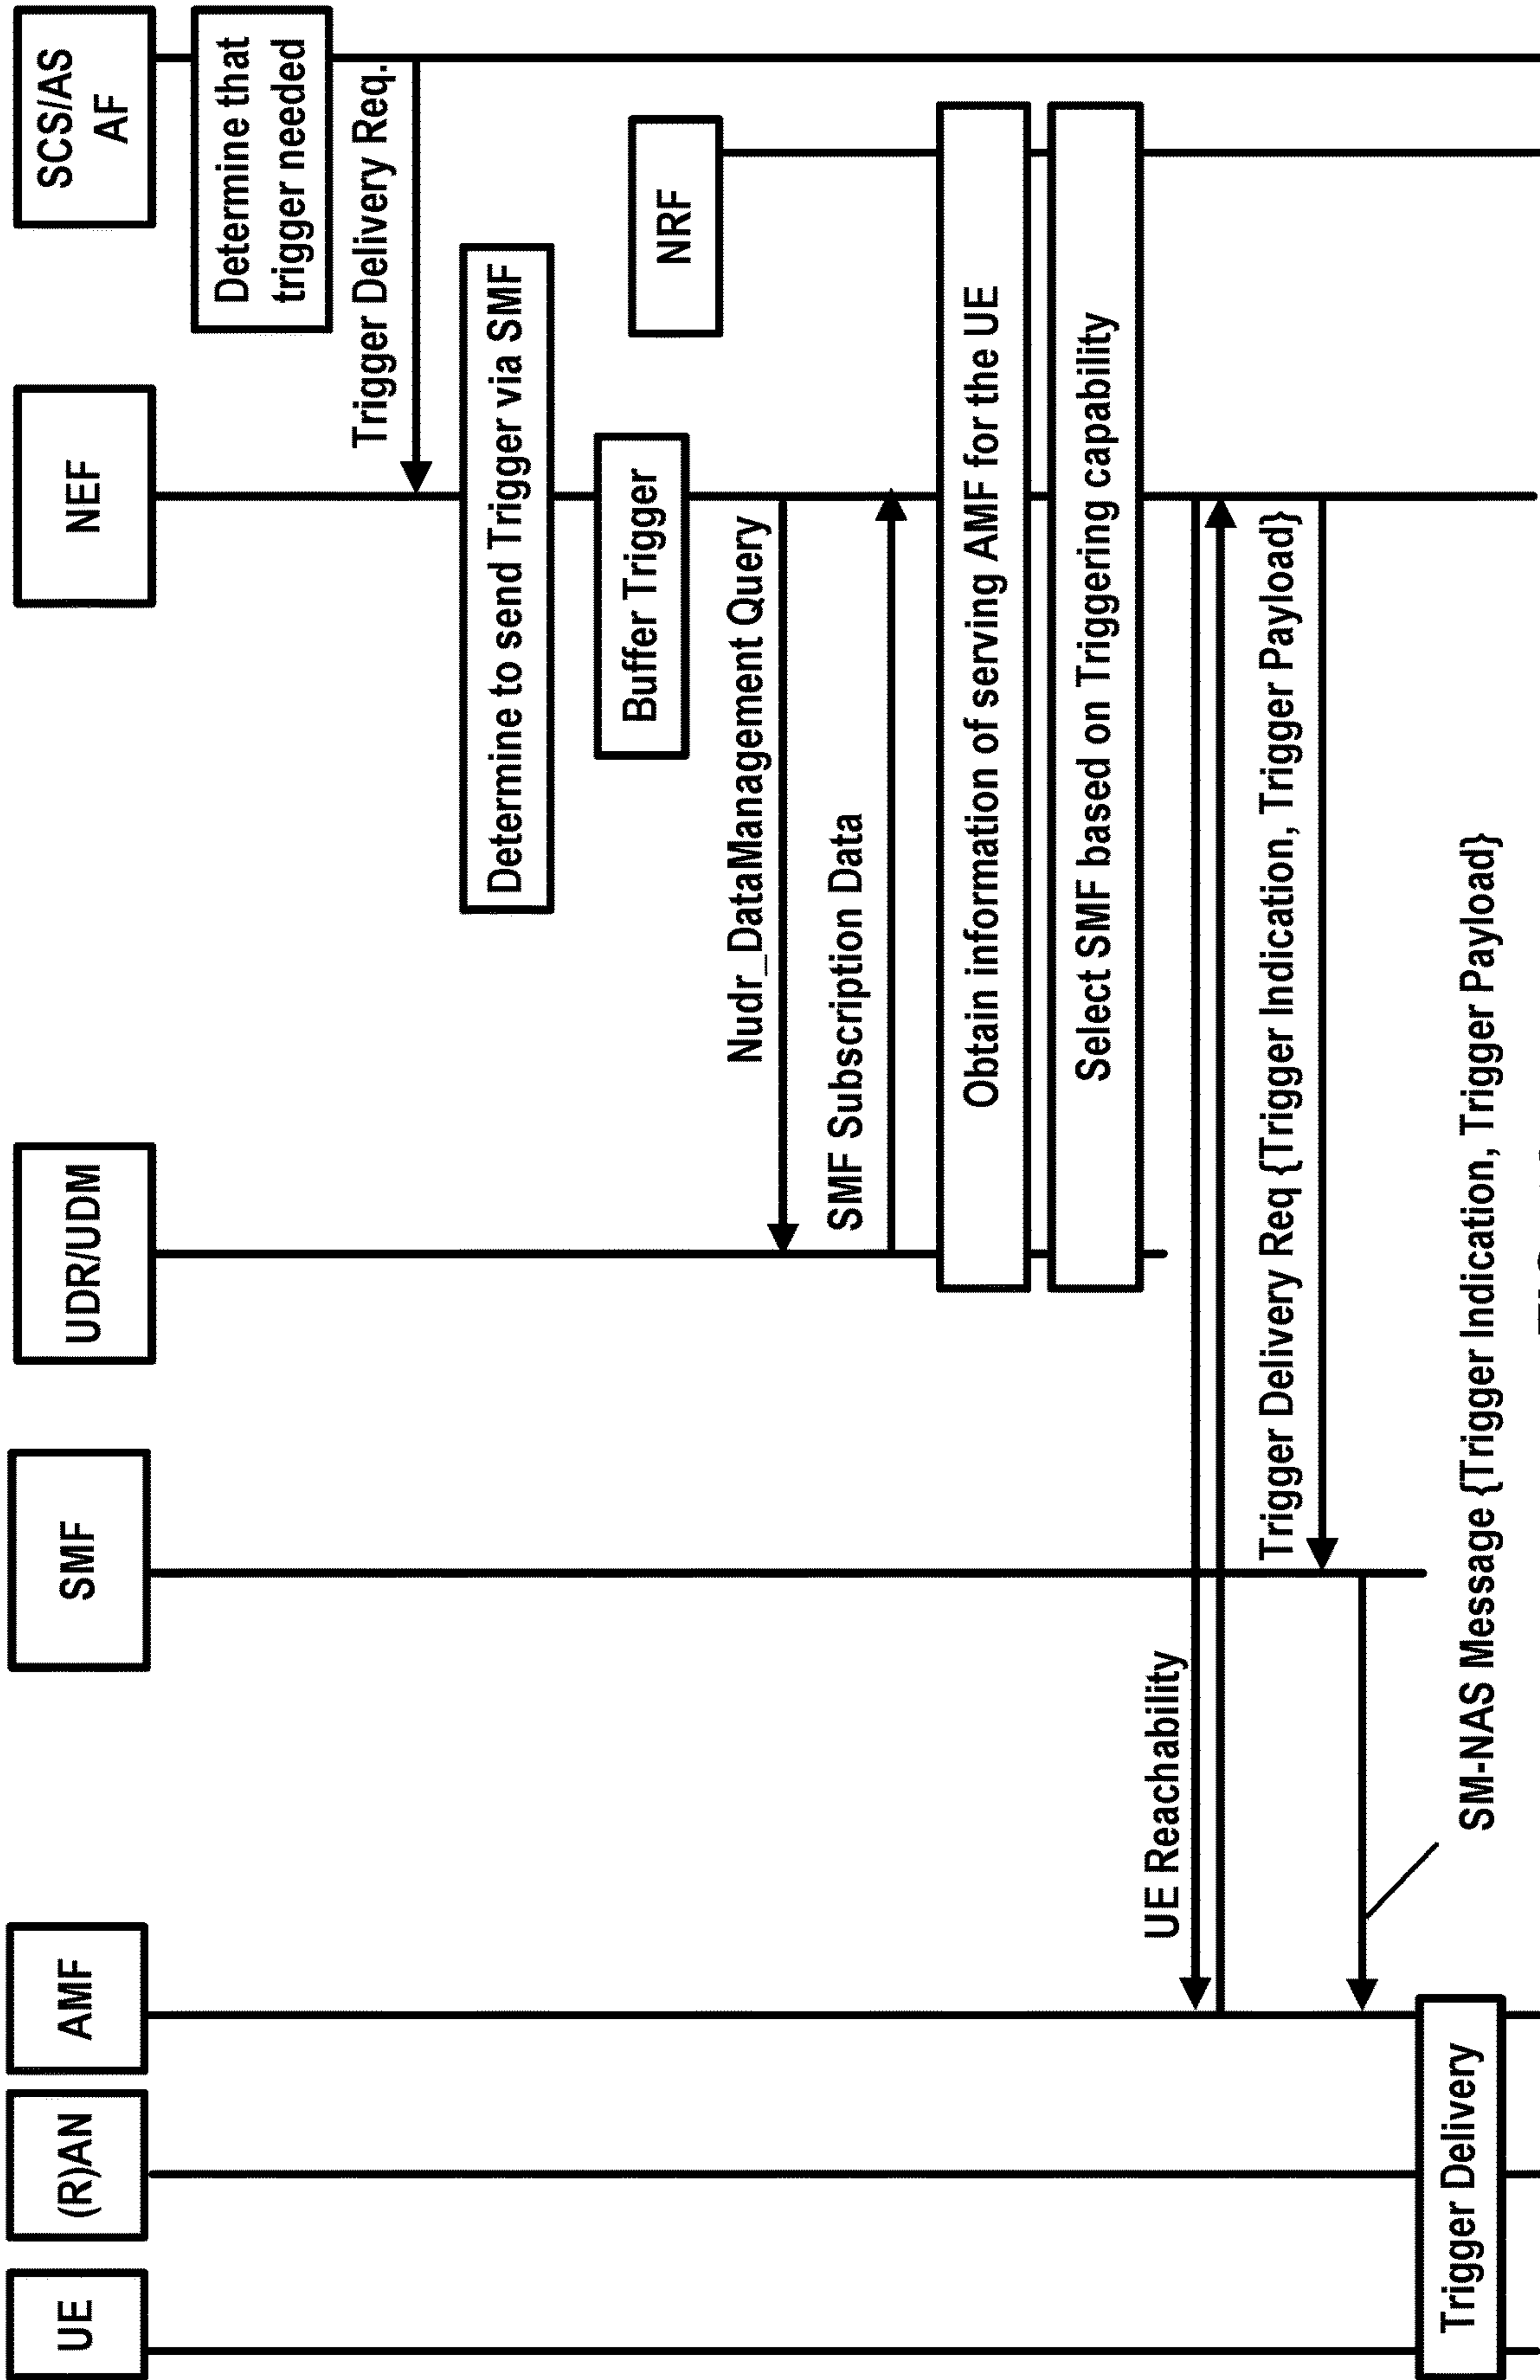 UE
(R)AN
AMF
SMF
UDR/UDM
NEF
SCS/AS
AF
Determine that
trigger needed
Trigger Delivery Req.
Determine to send Trigger via SMF
Buffer Trigger
NRF
Nudr_DataManagement Query
SMF Subscription Data
Obtain information of serving AMF for the UE
Select SMF based on Triggering capability
UE Reachability
Trigger Delivery Req {Trigger Indication, Trigger Payload}
SM-NAS Message {Trigger Indication, Trigger Payload}
Trigger Delivery